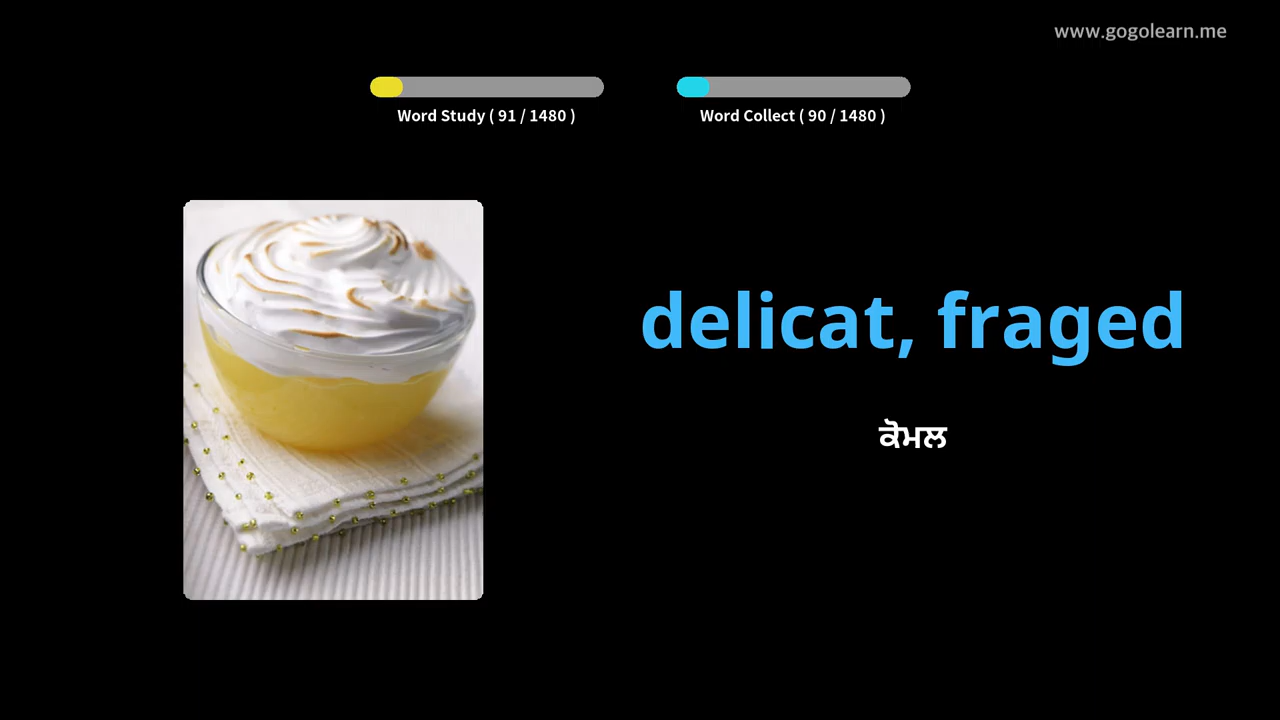 www.gogolearn.me
Word Study ( 91 / 1480 )
Word Collect ( 90 / 1480 )
delicat, fraged
ਕੋਮਲ